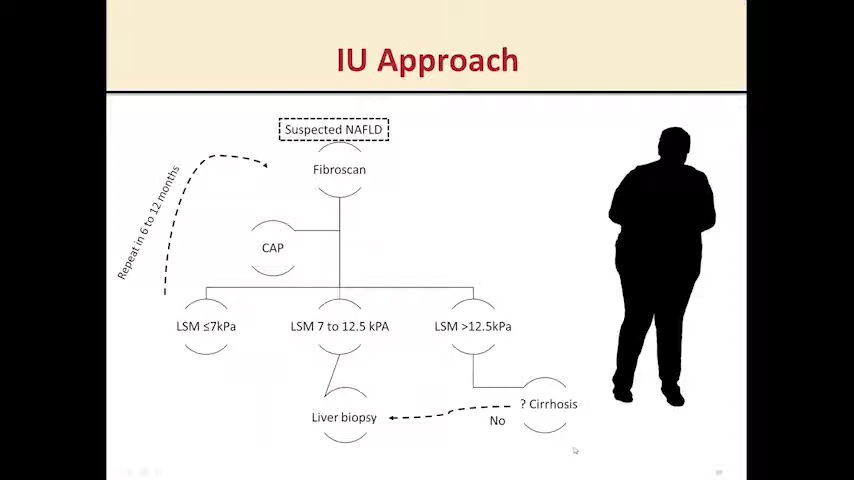 IU Approach
Suspected NAFLD
Fibroscan
Repeat in 6 to 12 months
CAP
LSM ≤7kPa
LSM 7 to 12.5 kPA
LSM >12.5kPa
Liver biopsy
? Cirrhosis
No